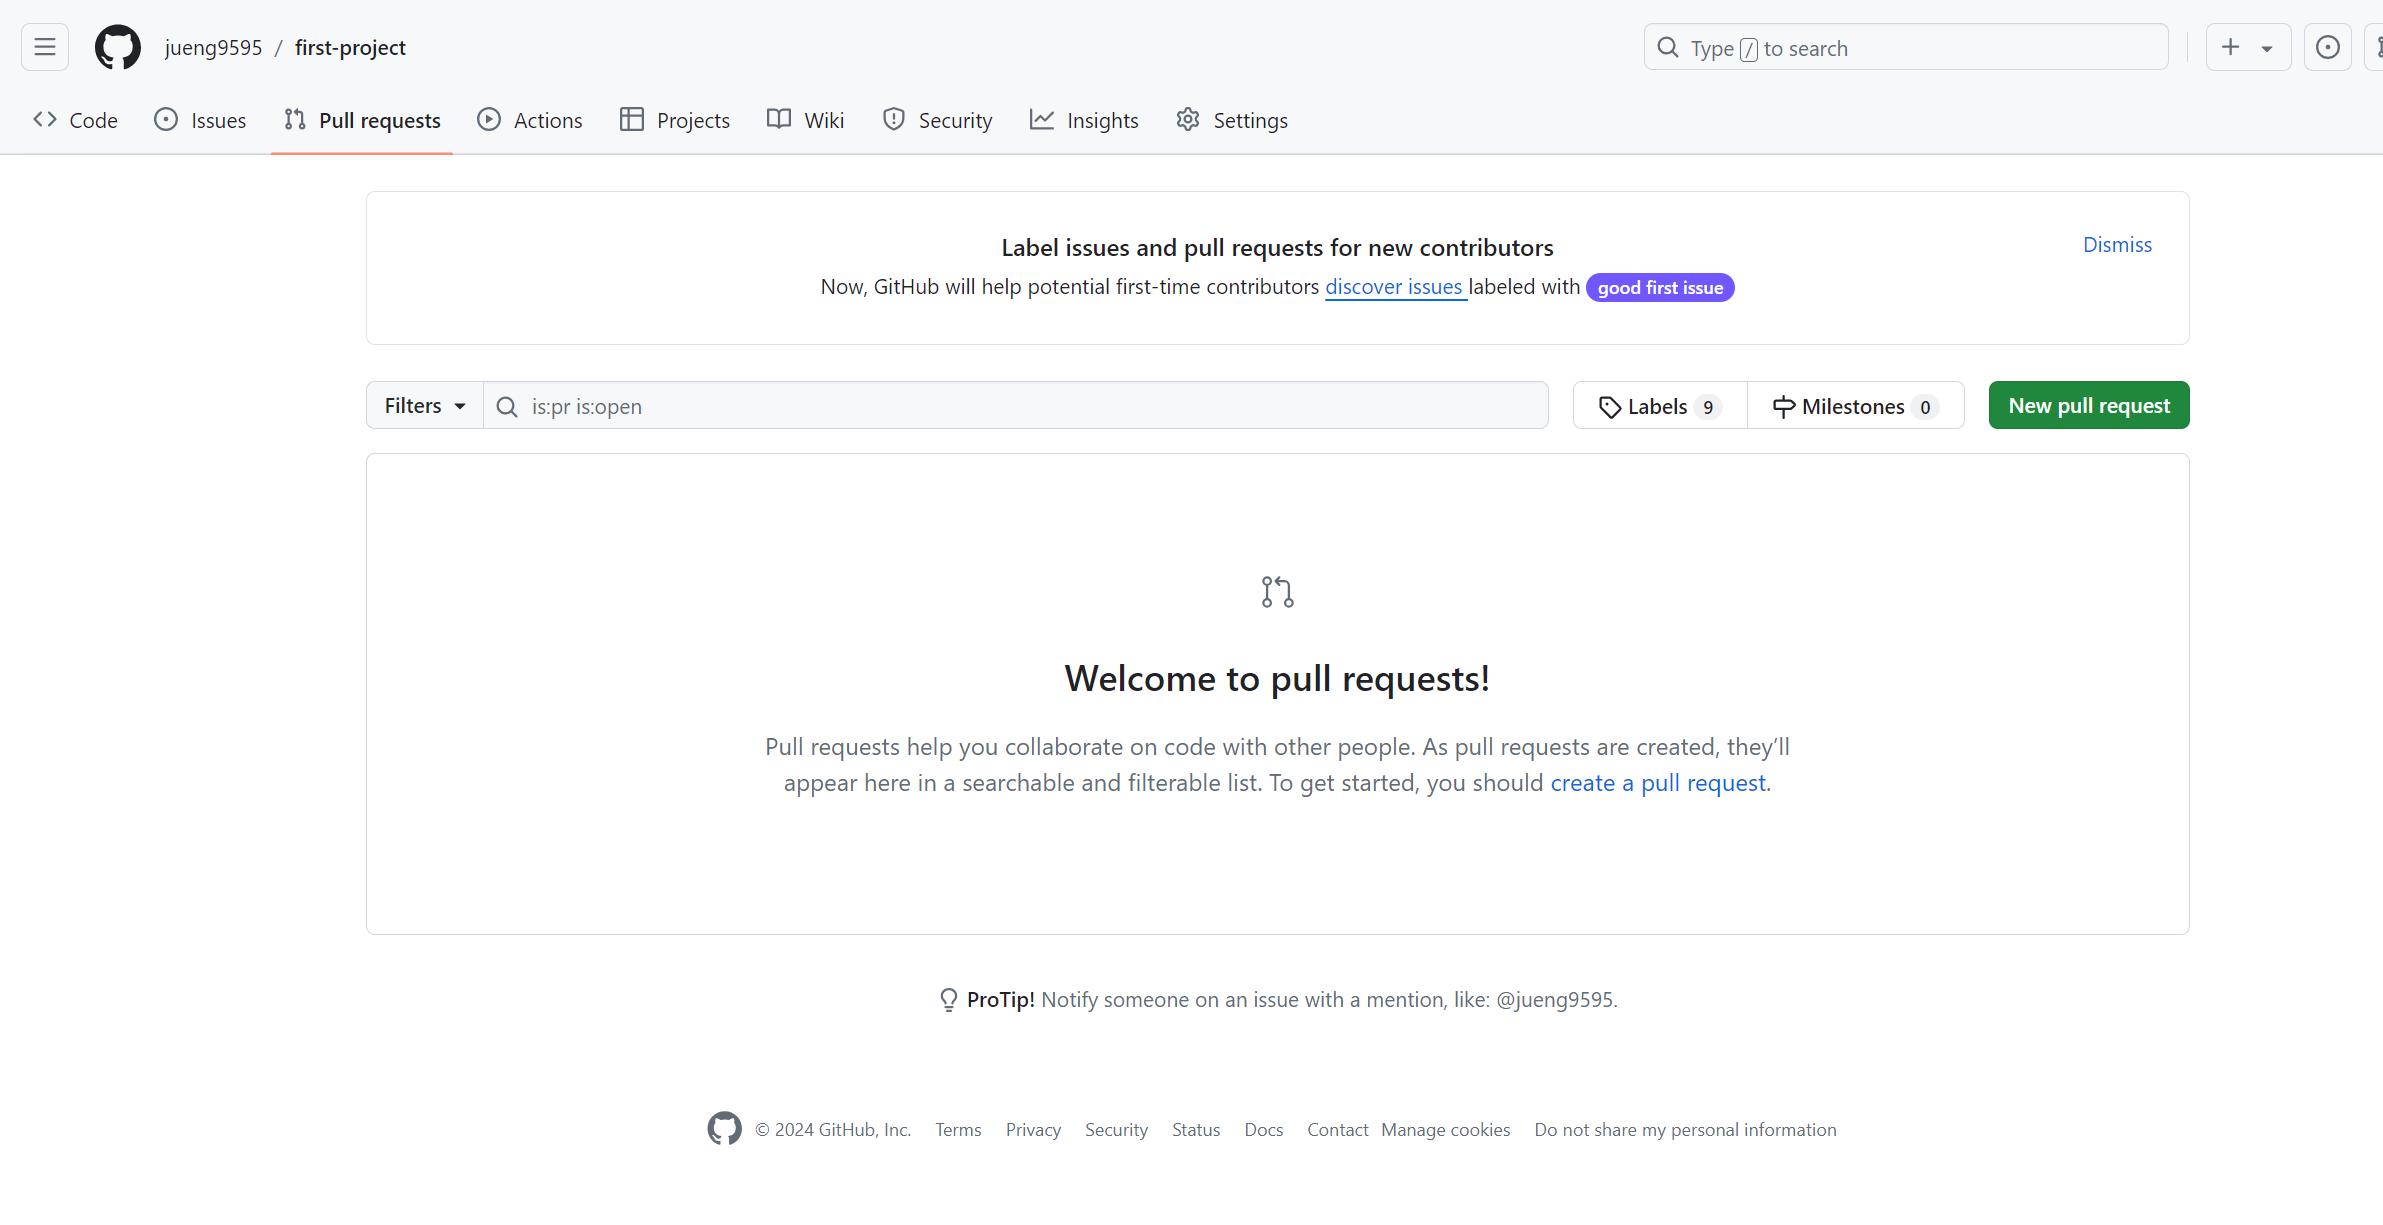 jueng9595 / first-project
Type / to search
Code Issues Pull requests Actions Projects Wiki Security Insights Settings
Label issues and pull requests for new contributors
Dismiss
Now, GitHub will help potential first-time contributors discover issues labeled with good first issue
Filters is:pr is:open Labels 9 Milestones 0 New pull request
Welcome to pull requests!
Pull requests help you collaborate on code with other people. As pull requests are created, they’ll
appear here in a searchable and filterable list. To get started, you should create a pull request.
ProTip! Notify someone on an issue with a mention, like: @jueng9595.
© 2024 GitHub, Inc. Terms Privacy Security Status Docs Contact Manage cookies Do not share my personal information